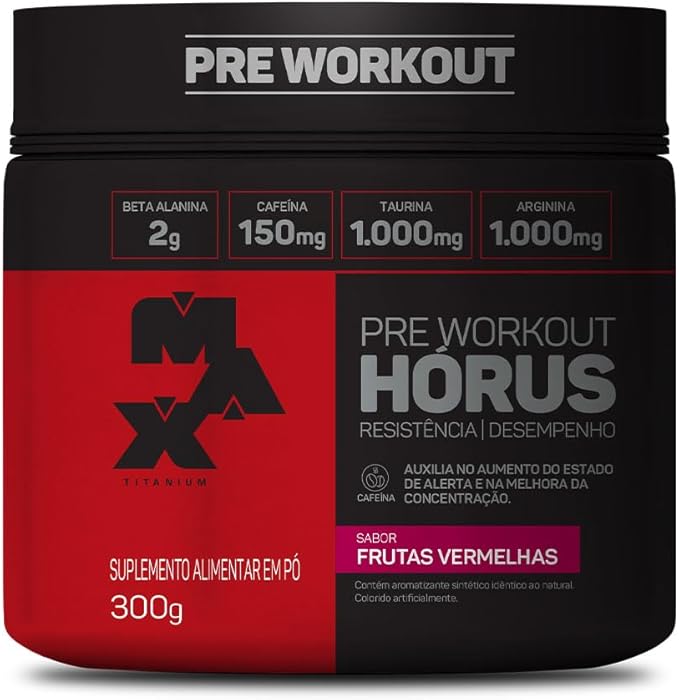 PRE WORKOUT
BETA ALANINA
2g
CAFEÍNA
150mg
TAURINA
1.000mg
ARGININA
1.000mg
MAX
TITANIUM
PRE WORKOUT
HÓRUS
RESISTÊNCIA|DESEMPENHO
CAFEÍNA
AUXILIA NO AUMENTO DO ESTADO
DE ALERTA E NA MELHORA DA
CONCENTRAÇÃO.
SABOR
FRUTAS VERMELHAS
Contém aromatizante sintético idêntico ao natural.
Colorido artificialmente.
SUPLEMENTO ALIMENTAR EM PÓ
300g